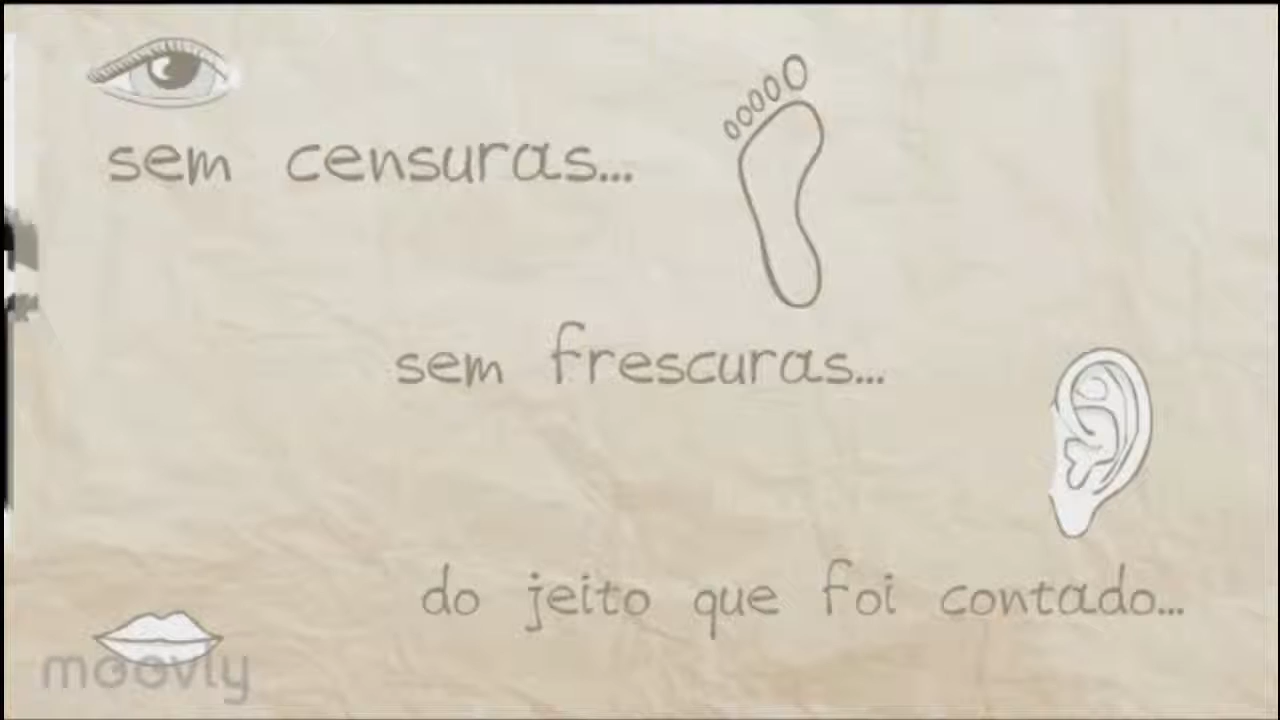 sem censuras...
sem frescuras...
do jeito que foi contado...
moovly